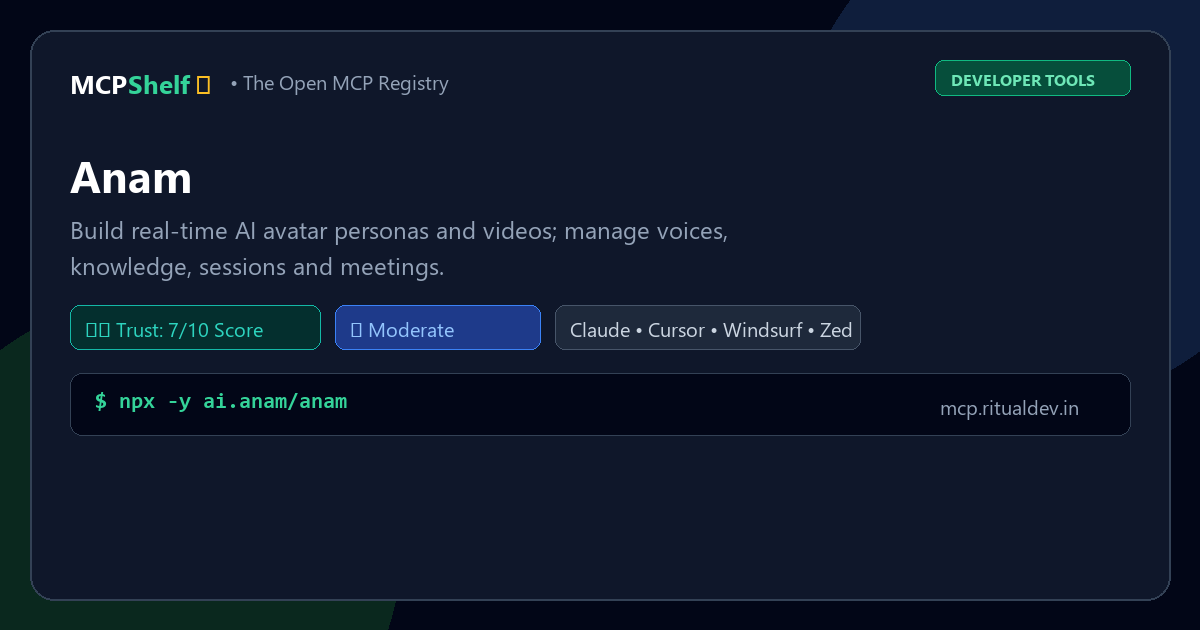 MCPShelf • The Open MCP Registry
DEVELOPER TOOLS
Anam
Build real-time AI avatar personas and videos; manage voices,
knowledge, sessions and meetings.
Trust: 7/10 Score
Moderate
Claude • Cursor • Windsurf • Zed
$ npx -y ai.anam/anam
mcp.ritualdev.in